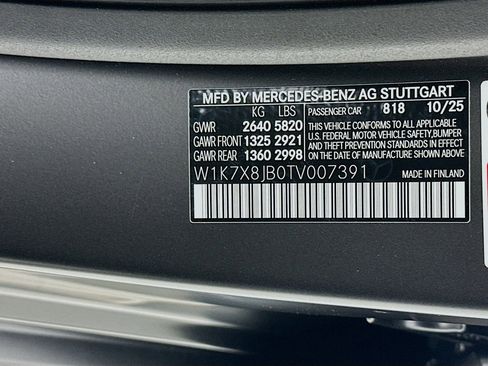 MFD BY MERCEDES-BENZ AG STUTTGART
KG LBS PASSENGER CAR 818 10/25
GVWR 2640 5820 THIS VEHICLE CONFORMS TO ALL APPLICABLE
GAWR FRONT 1325 2921 U.S. FEDERAL MOTOR VEHICLE SAFETY,BUMPER
GAWR REAR 1360 2998 AND THEFT PREVENTION STANDARDS IN EFFECT
ON THE DATE OF MANUFACTURE SHOWN ABOVE.
W1K7X8JB0TV007391
MADE IN FINLAND